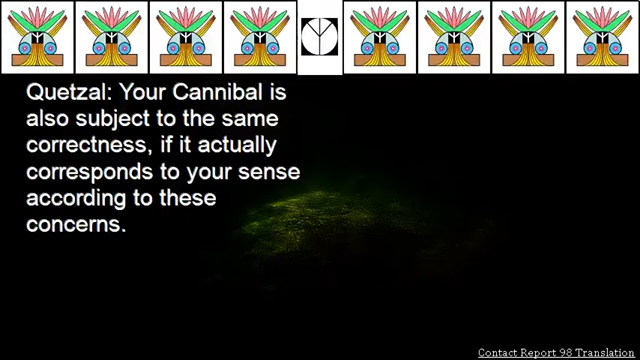 Quetzal: Your Cannibal is
also subject to the same
correctness, if it actually
corresponds to your sense
according to these
concerns.
Contact Report 98 Translation